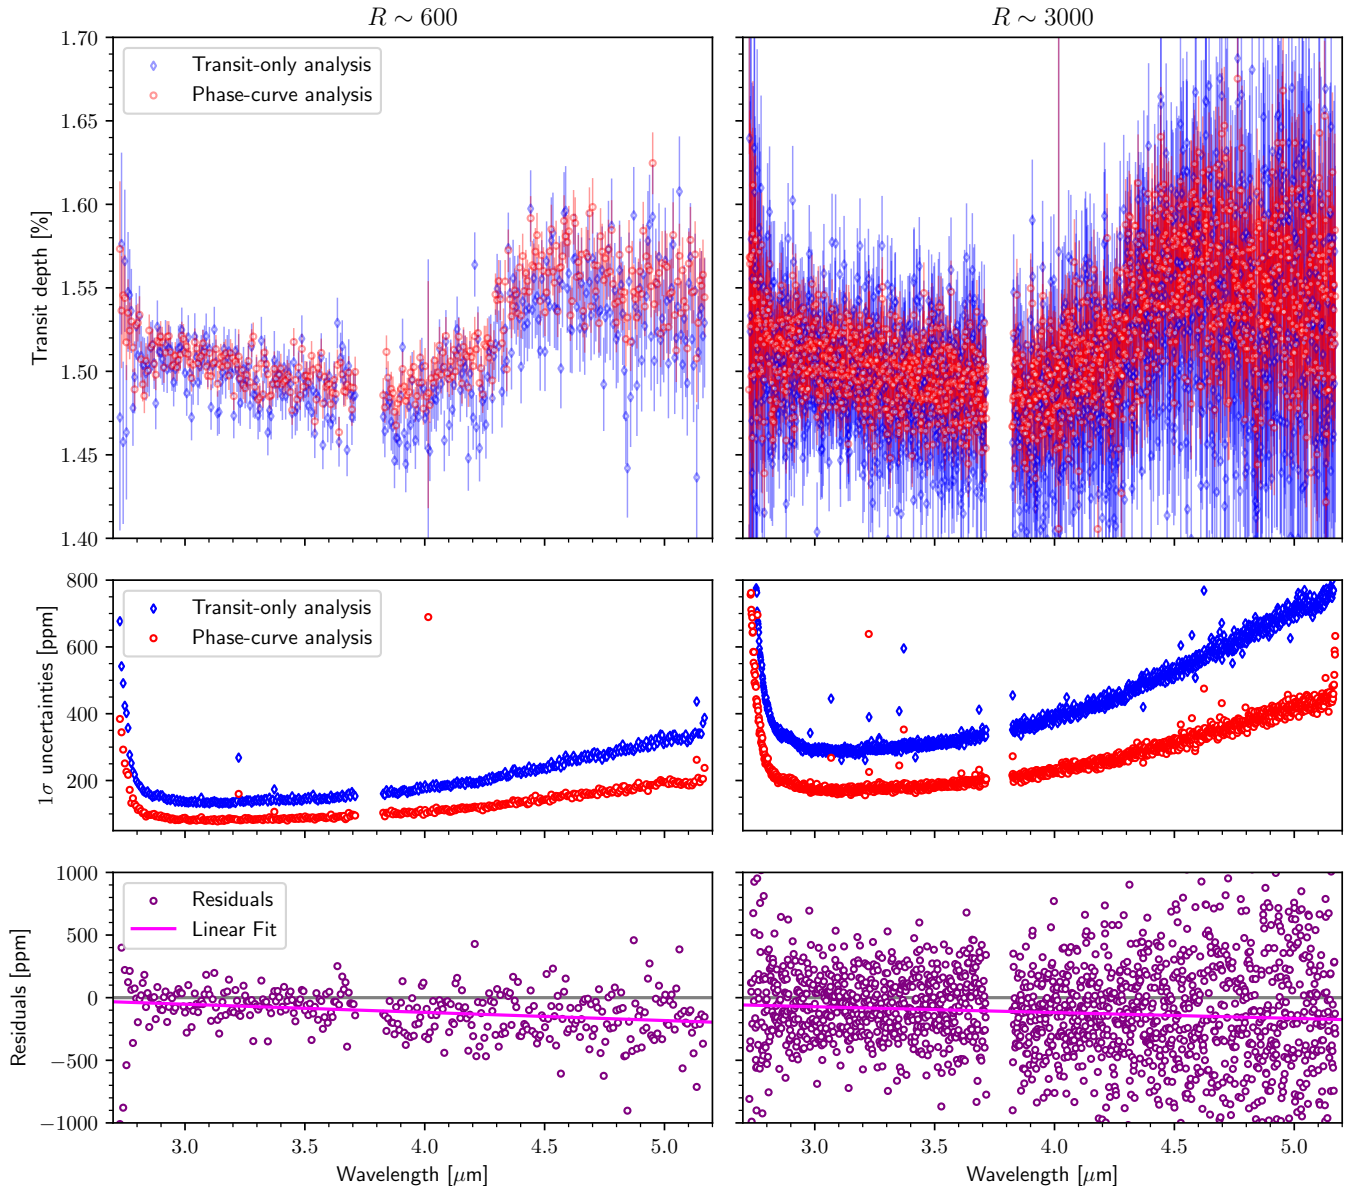 R ∼ 600
R ∼ 3000
Transit depth [%]
1.70
1.65
1.60
1.55
1.50
1.45
1.40
Transit-only analysis
Phase-curve analysis
1σ uncertainties [ppm]
800
600
400
200
Transit-only analysis
Phase-curve analysis
Residuals [ppm]
1000
500
0
−500
−1000
Residuals
Linear Fit
3.0 3.5 4.0 4.5 5.0
3.0 3.5 4.0 4.5 5.0
Wavelength [μm]
Wavelength [μm]